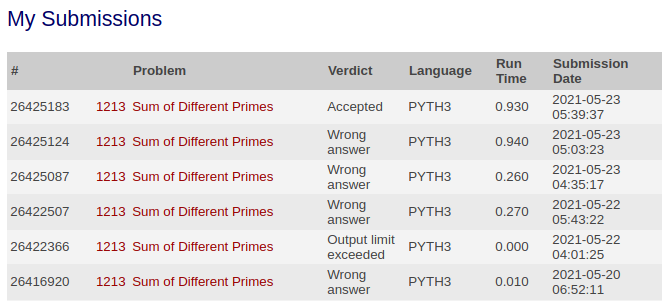 My Submissions
# Problem Verdict Language Run Time Submission Date
26425183 1213 Sum of Different Primes Accepted PYTH3 0.930 2021-05-23 05:39:37
26425124 1213 Sum of Different Primes Wrong answer PYTH3 0.940 2021-05-23 05:03:23
26425087 1213 Sum of Different Primes Wrong answer PYTH3 0.260 2021-05-23 04:35:17
26422507 1213 Sum of Different Primes Wrong answer PYTH3 0.270 2021-05-22 05:43:22
26422366 1213 Sum of Different Primes Output limit exceeded PYTH3 0.000 2021-05-22 04:01:25
26416920 1213 Sum of Different Primes Wrong answer PYTH3 0.010 2021-05-20 06:52:11